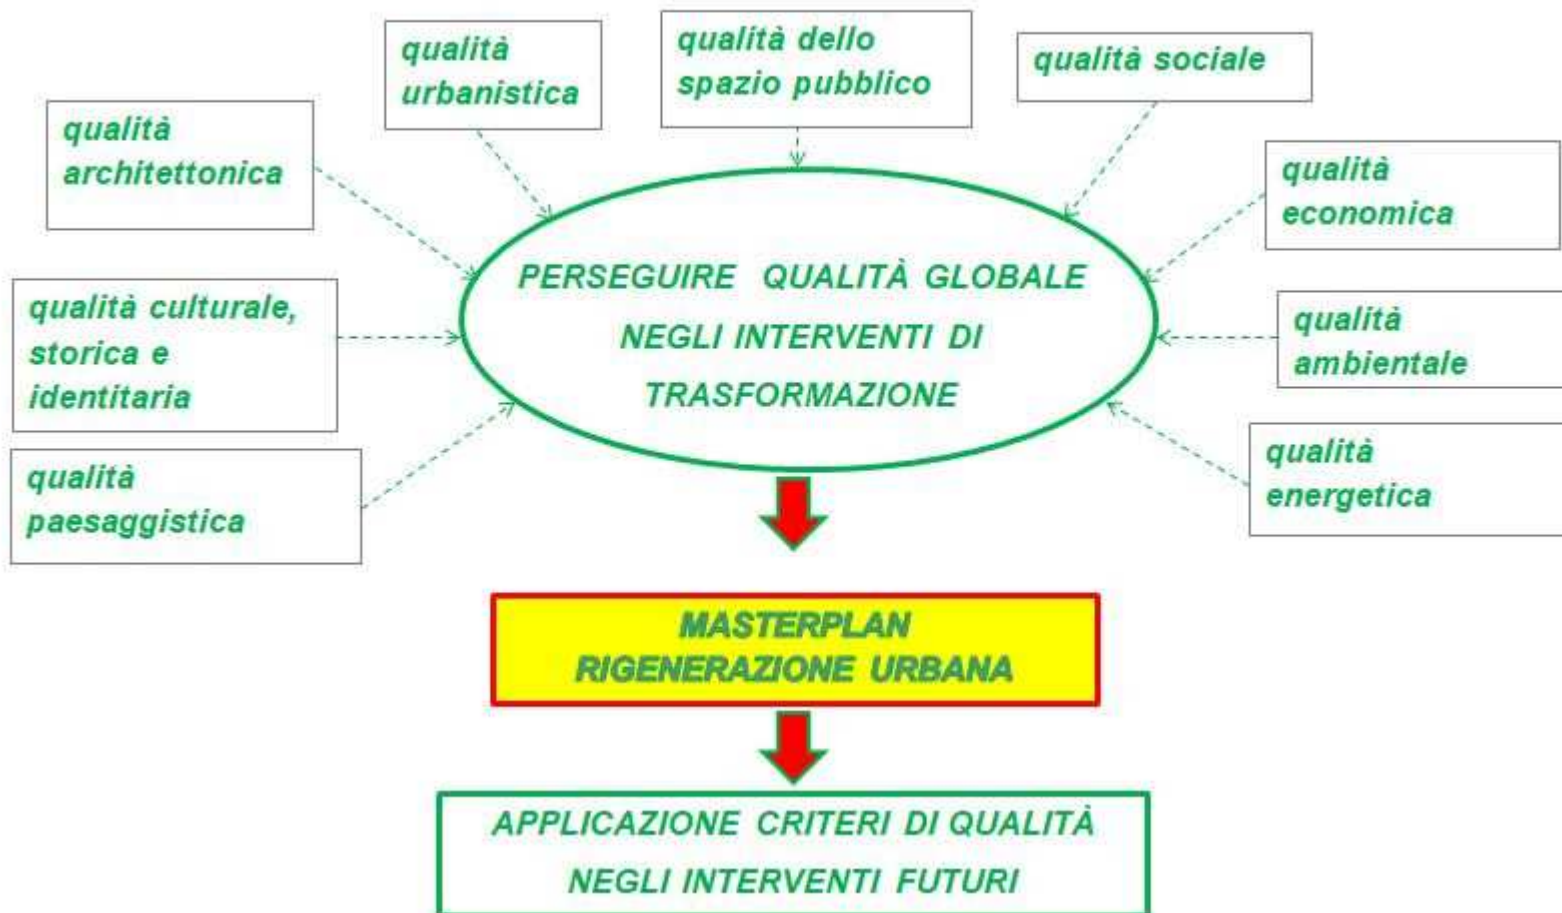 qualità
urbanistica
qualità dello
spazio pubblico
qualità sociale
qualità
architettonica
qualità
economica
qualità culturale,
storica e
identitaria
PERSEGUIRE QUALITÀ GLOBALE
NEGLI INTERVENTI DI
TRASFORMAZIONE
qualità
ambientale
qualità
paesaggistica
qualità
energetica
MASTERPLAN
RIGENERAZIONE URBANA
APPLICAZIONE CRITERI DI QUALITÀ
NEGLI INTERVENTI FUTURI